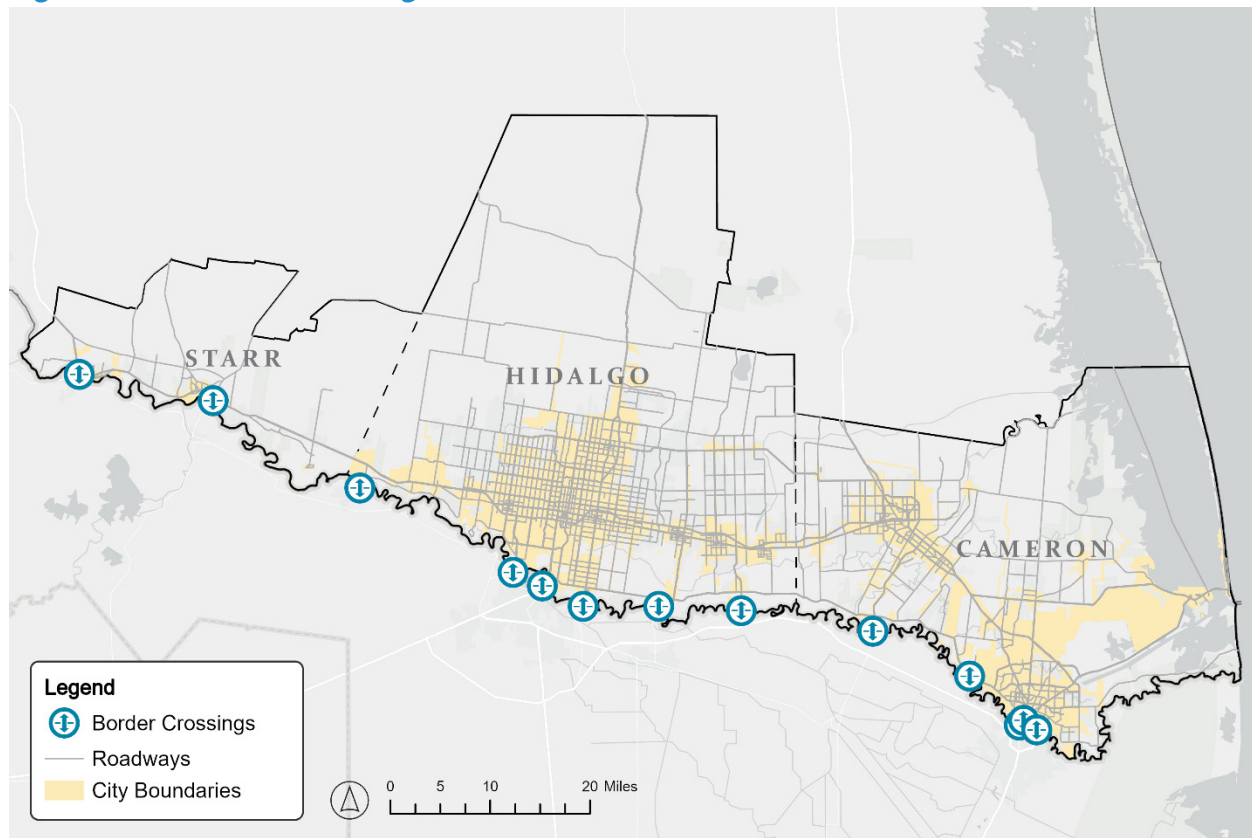 STARR
HIDALGO
CAMERON
Legend
Border Crossings
Roadways
City Boundaries
0 5 10 20 Miles